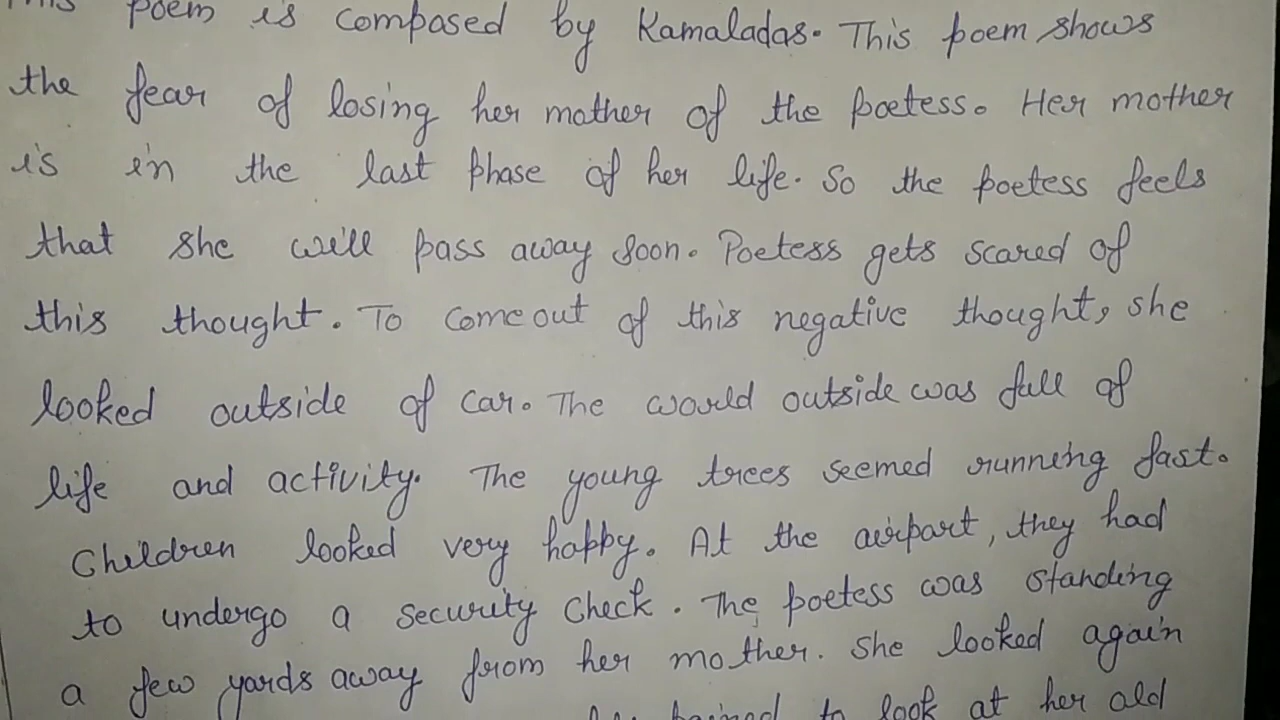 This poem is composed by Kamaladas. This poem shows
the fear of losing her mother of the poetess. Her mother
is in the last phase of her life. So the poetess feels
that she will pass away soon. Poetess gets scared of
this thought. To come out of this negative thought, she
looked outside of car. The world outside was full of
life and activity. The young trees seemed running fast.
Children looked very happy. At the airport, they had
to undergo a security check. The poetess was standing
a few yards away from her mother. She looked again
pained to look at her old